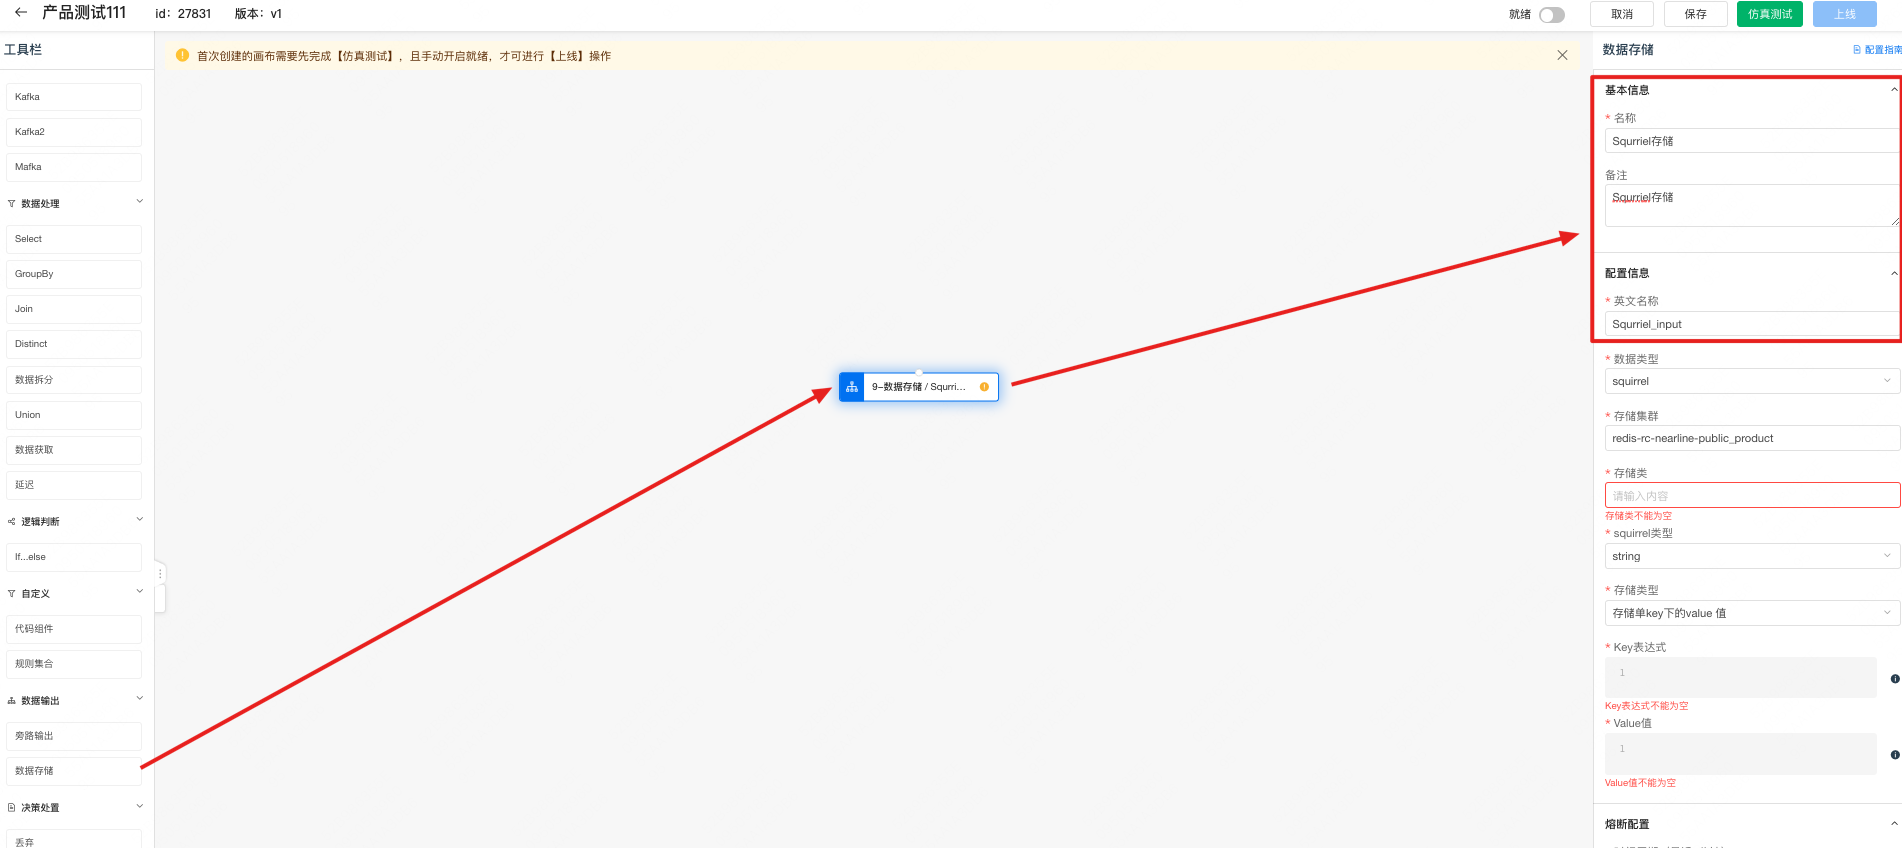 产品测试111 id：27831 版本：v1 就绪 取消 保存 仿真测试 上线
工具栏
Kafka
Kafka2
Mafka
数据处理
Select
GroupBy
Join
Distinct
数据拆分
Union
数据获取
延迟
逻辑判断
If...else
自定义
代码组件
规则集合
数据输出
旁路输出
数据存储
决策处置
丢弃
首次创建的画布需要先完成【仿真测试】，且手动开启就绪，才可进行【上线】操作
9-数据存储 / Squrri...
数据存储 配置指南
基本信息
* 名称
Squrriel存储
备注
Squrriel存储
配置信息
* 英文名称
Squrriel_input
* 数据类型
squirrel
* 存储集群
redis-rc-nearline-public_product
* 存储类
请输入内容
存储类不能为空
* squirrel类型
string
* 存储类型
存储单key下的value 值
* Key表达式
1
Key表达式不能为空
* Value值
1
Value值不能为空
熔断配置